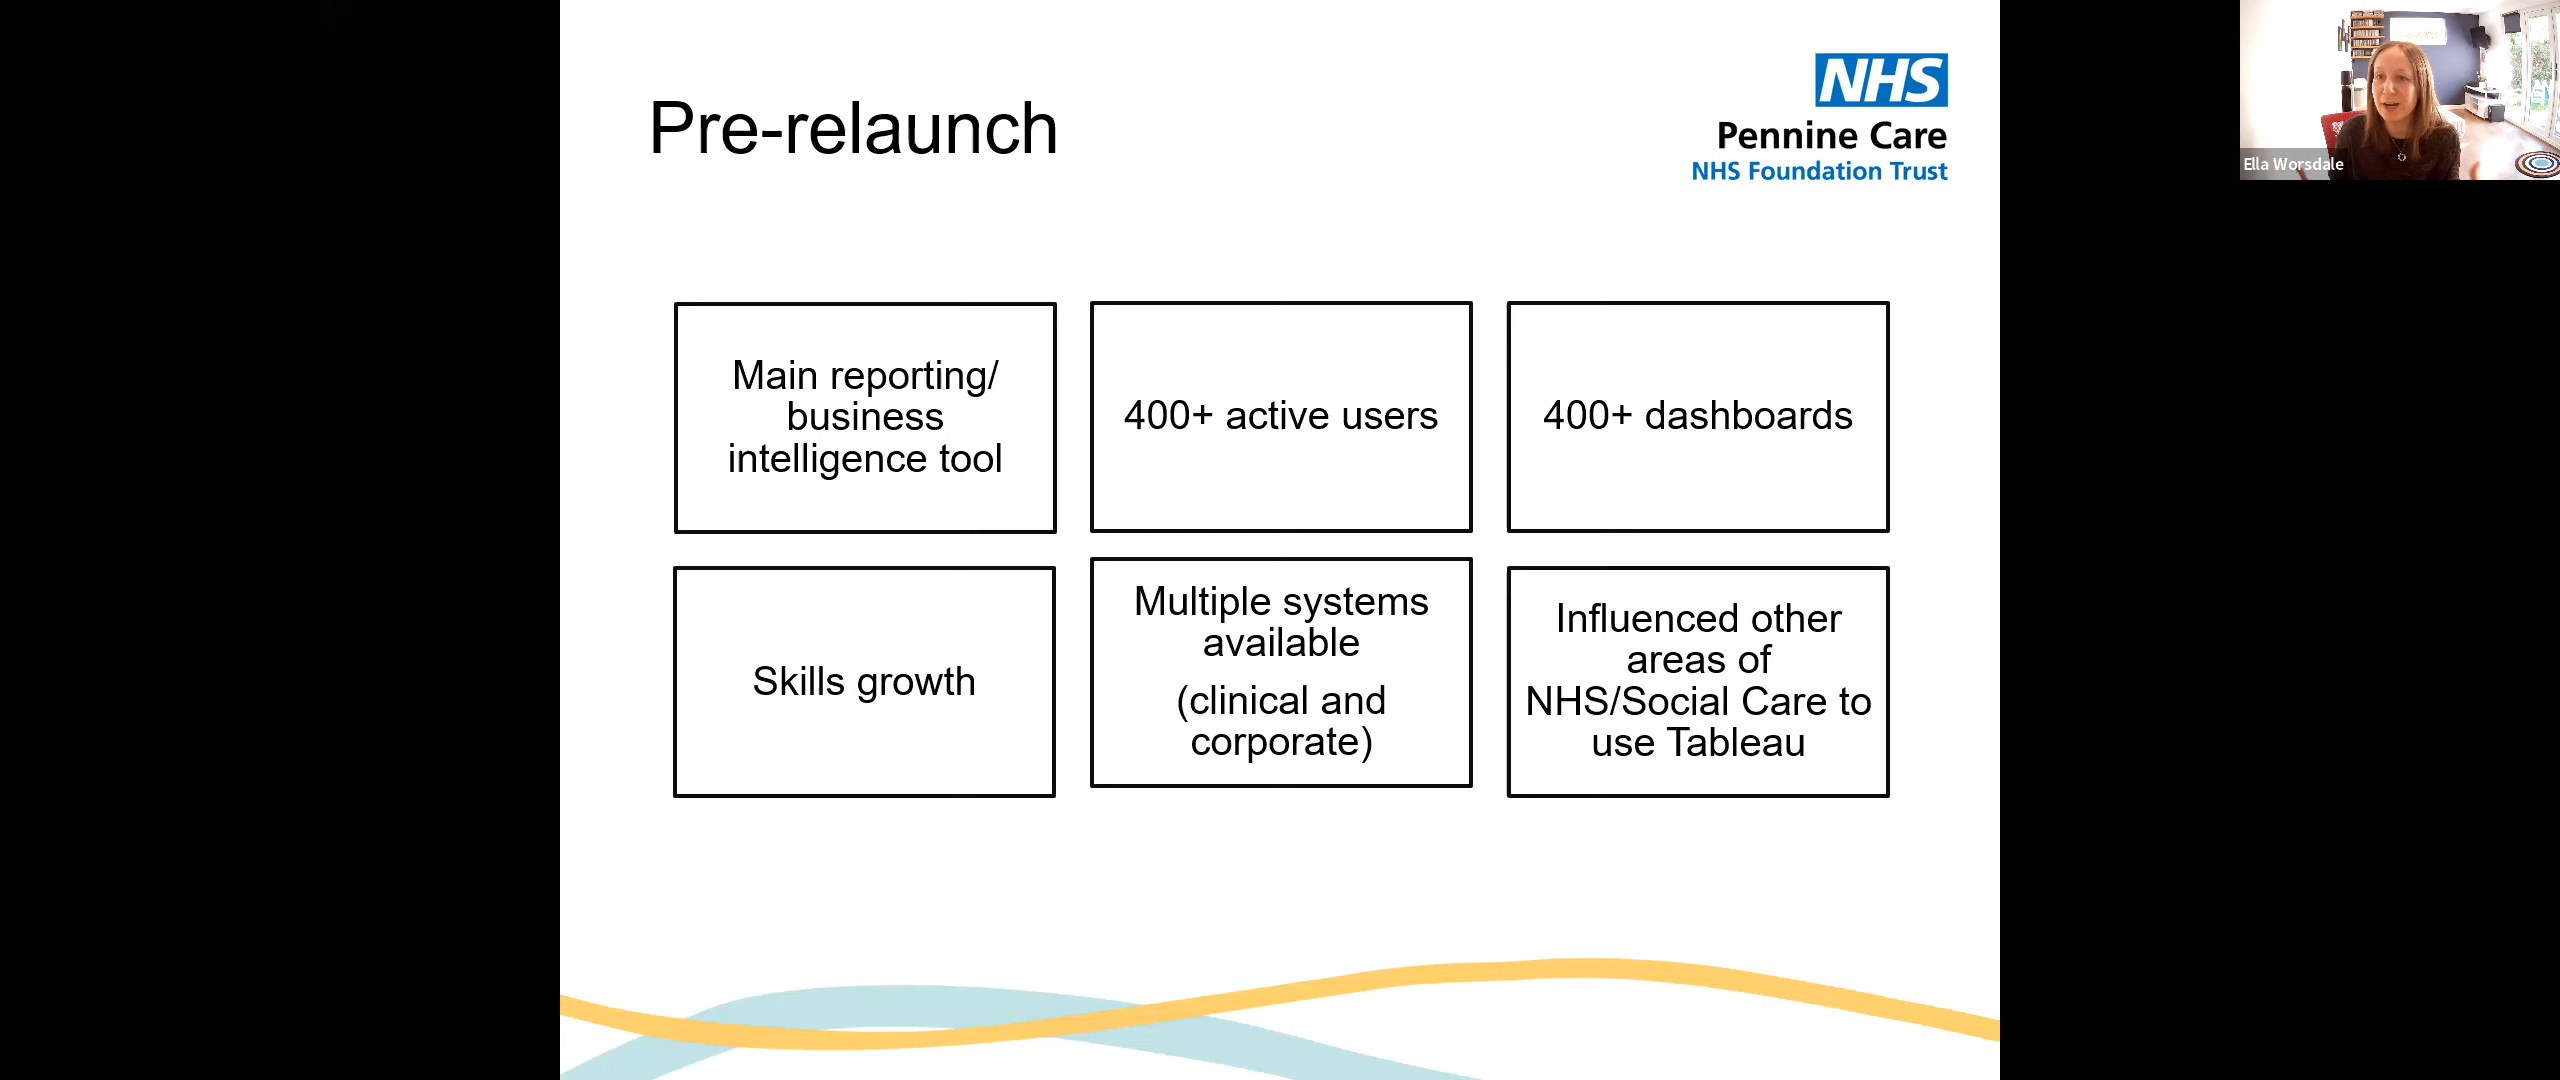 Pre-relaunch
NHS
Pennine Care
NHS Foundation Trust
Ella Worsdale
Main reporting/
business
intelligence tool
400+ active users
400+ dashboards
Skills growth
Multiple systems
available
(clinical and
corporate)
Influenced other
areas of
NHS/Social Care to
use Tableau